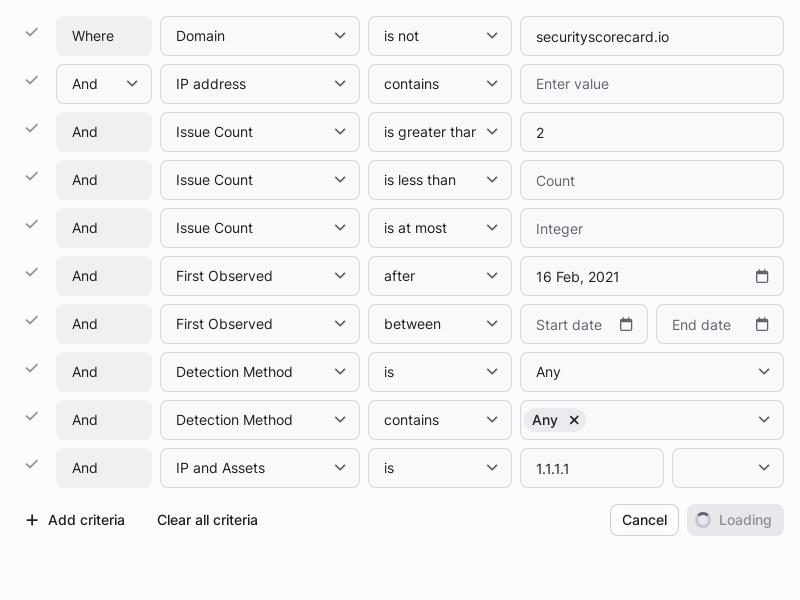 Where Domain is not securityscorecard.io
And IP address contains Enter value
And Issue Count is greater than 2
And Issue Count is less than Count
And Issue Count is at most Integer
And First Observed after 16 Feb, 2021
And First Observed between Start date End date
And Detection Method is Any
And Detection Method contains Any
And IP and Assets is 1.1.1.1
Add criteria Clear all criteria Cancel Loading